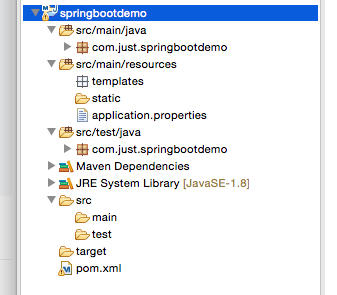 springbootdemo
src/main/java
com.just.springbootdemo
src/main/resources
templates
static
application.properties
src/test/java
com.just.springbootdemo
Maven Dependencies
JRE System Library [JavaSE-1.8]
src
main
test
target
pom.xml